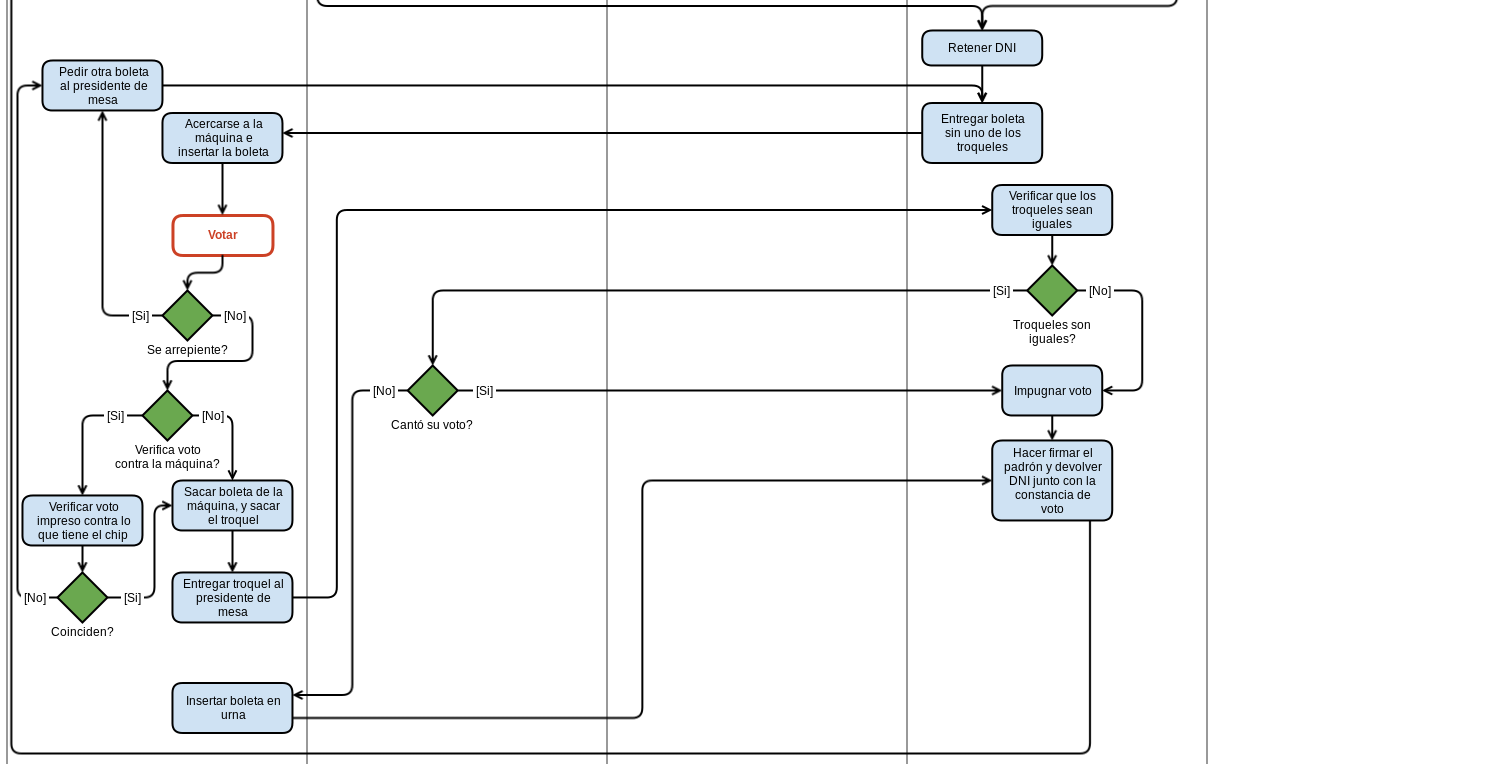 Retener DNI
Pedir otra boleta
al presidente de
mesa
Acercarse a la
máquina e
insertar la boleta
Entregar boleta
sin uno de los
troqueles
Verificar que los
troqueles sean
iguales
Votar
[Si]
[No]
Troqueles son
iguales?
[Si]
[No]
Se arrepiente?
[No]
[Si]
Cantó su voto?
Impugnar voto
[Si]
[No]
Verifica voto
contra la máquina?
Hacer firmar el
padrón y devolver
DNI junto con la
constancia de
voto
Verificar voto
impreso contra lo
que tiene el chip
Sacar boleta de la
máquina, y sacar
el troquel
[No]
[Si]
Coinciden?
Entregar troquel al
presidente de
mesa
Insertar boleta en
urna